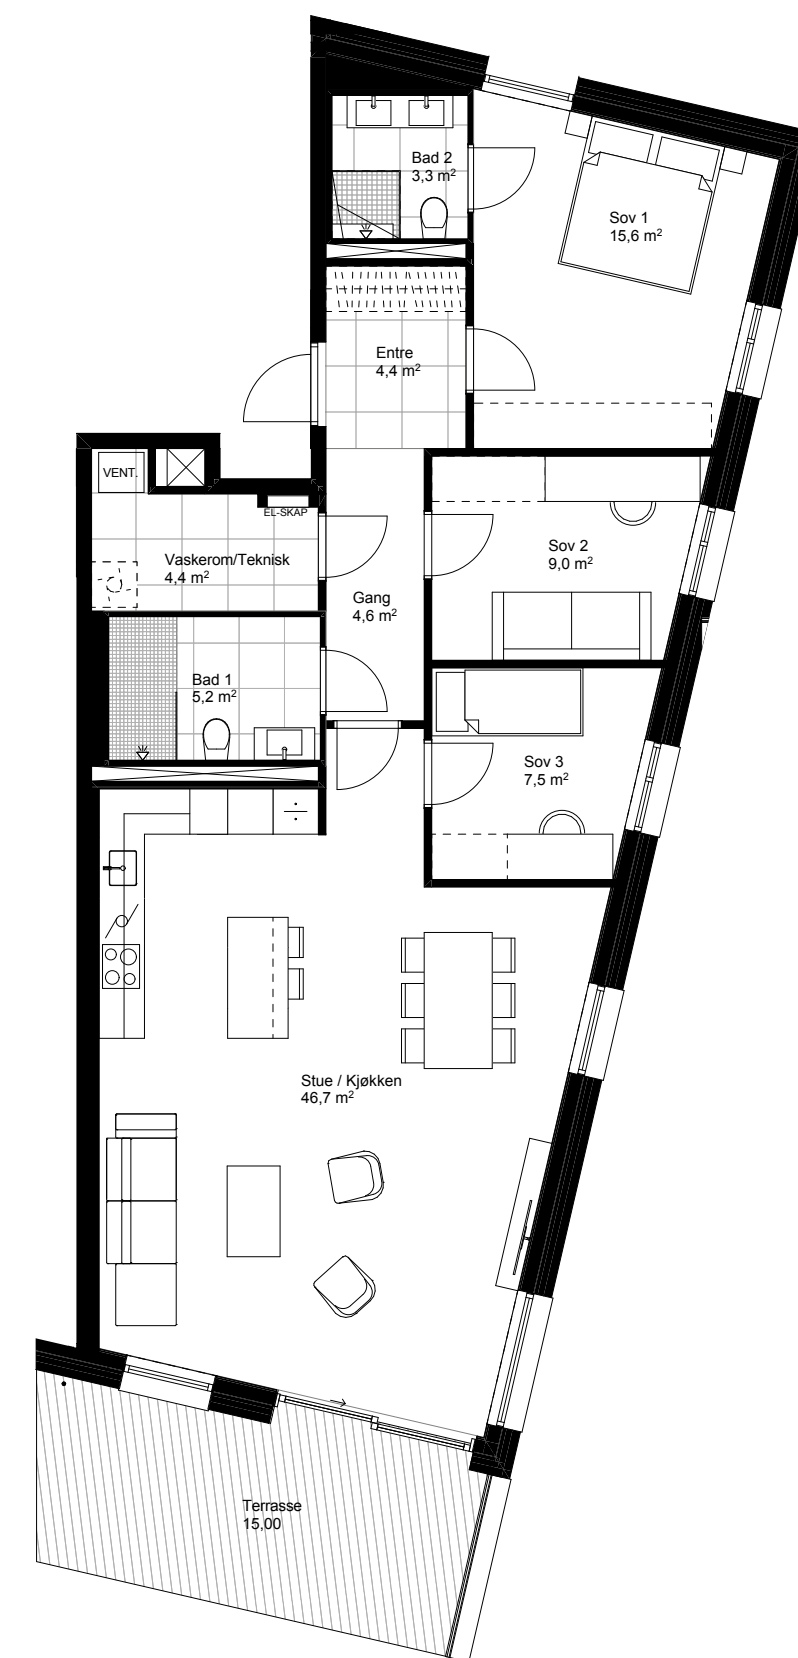 Bad 2
3,3 m²
Sov 1
15,6 m²
Entre
4,4 m²
VENT.
EL-SKAP
Vaskerom/Teknisk
4,4 m²
Sov 2
9,0 m²
Gang
4,6 m²
Bad 1
5,2 m²
Sov 3
7,5 m²
Stue / Kjøkken
46,7 m²
Terrasse
15,00